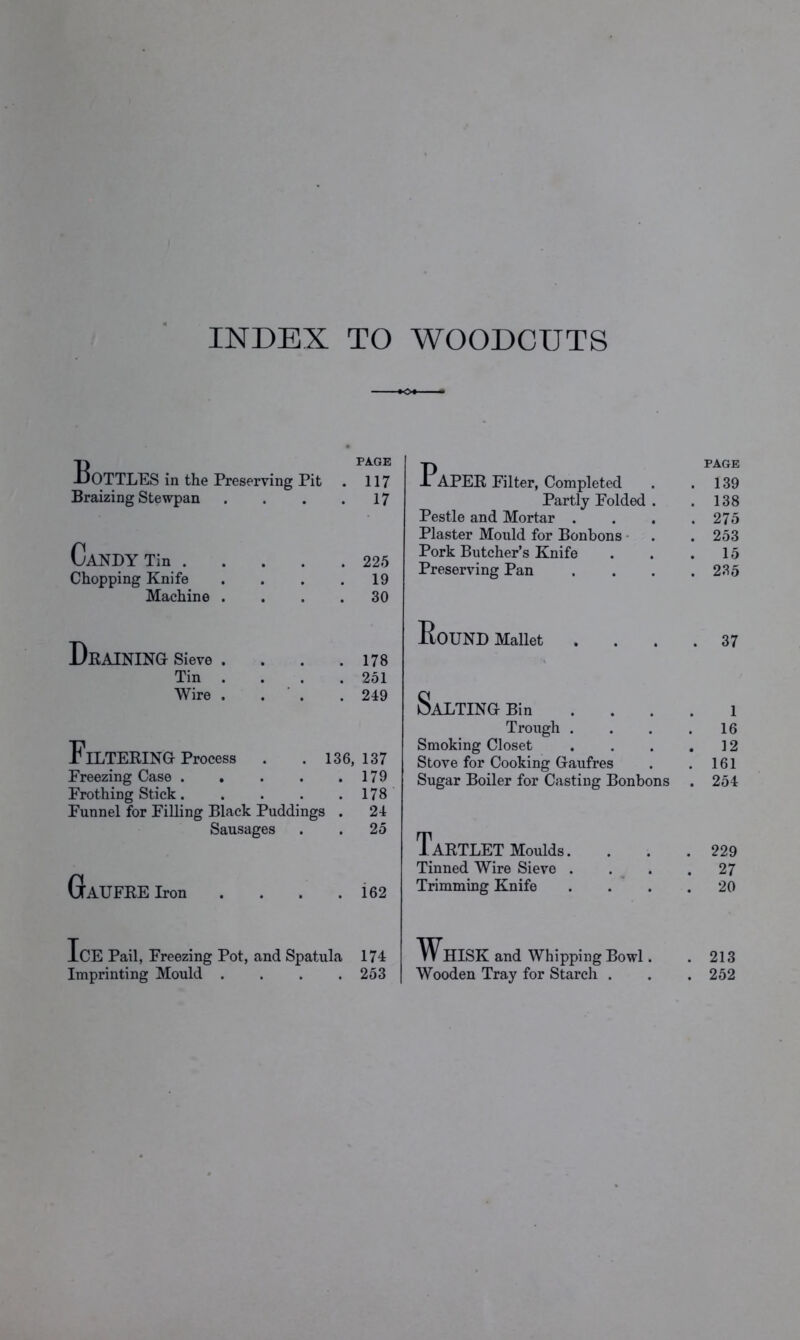 INDEX TO WOODCUTS
PAGE
BOTTLES in the Preserving Pit . 117
Braizing Stewpan . . . . 17
CANDY Tin . . . . . 225
Chopping Knife . . . . 19
Machine . . . . 30
DRAINING Sieve . . . . 178
Tin . . . . 251
Wire . . . . 249
FILTERING Process . . 136, 137
Freezing Case . . . . . 179
Frothing Stick . . . . . 178
Funnel for Filling Black Puddings . 24
Sausages . . 25
GAUFRE Iron . . . . 162
ICE Pail, Freezing Pot, and Spatula 174
Imprinting Mould . . . . 253
PAGE
PAPER Filter, Completed . . 139
Partly Folded . . 138
Pestle and Mortar . . . . 275
Plaster Mould for Bonbons . . 253
Pork Butcher's Knife . . . 15
Preserving Pan . . . . 235
ROUND Mallet . . . . 37
SALTING Bin . . . . 1
Trough . . . . 16
Smoking Closet . . . . 12
Stove for Cooking Gaufres . . 161
Sugar Boiler for Casting Bonbons . 254
TARTLET Moulds . . . . 229
Tinned Wire Sieve . . . . 27
Trimming Knife . . . . 20
WHISK and Whipping Bowl . . 213
Wooden Tray for Starch . . . 252